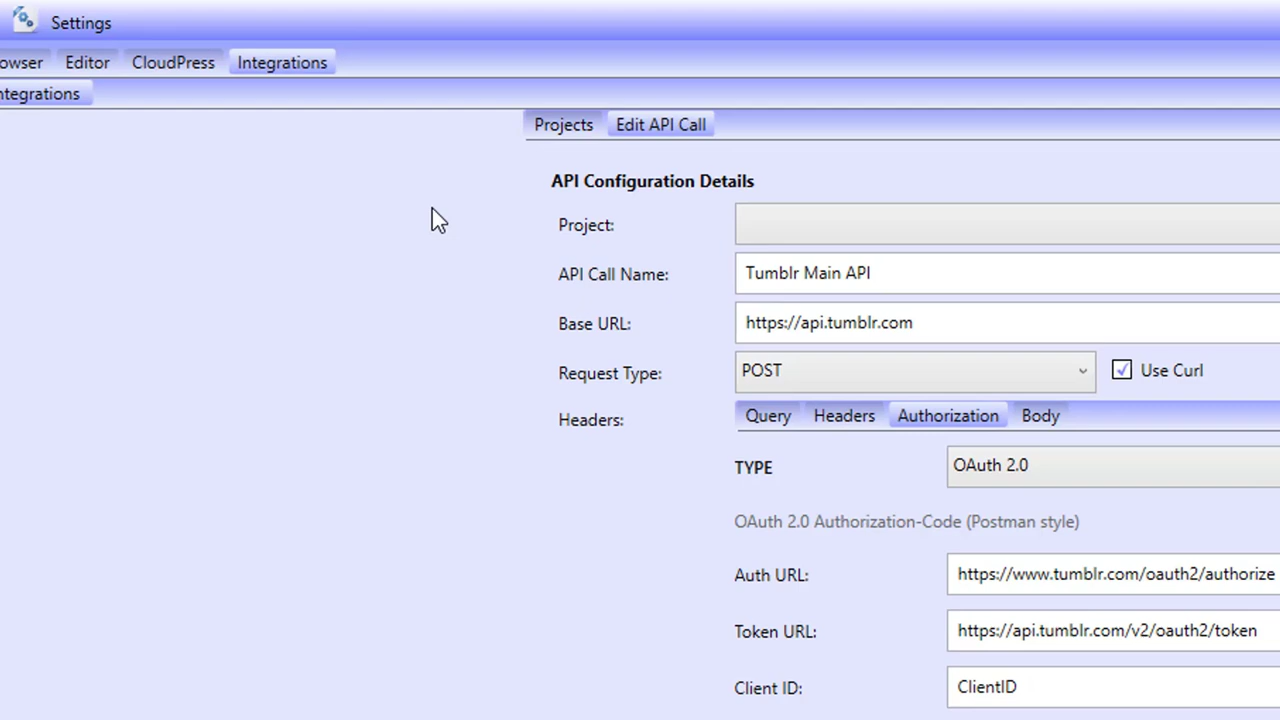 Settings
owser Editor CloudPress Integrations
ntegrations
Projects Edit API Call
API Configuration Details
Project:
API Call Name: Tumblr Main API
Base URL: https://api.tumblr.com
Request Type: POST Use Curl
Headers: Query Headers Authorization Body
TYPE OAuth 2.0
OAuth 2.0 Authorization-Code (Postman style)
Auth URL: https://www.tumblr.com/oauth2/authorize
Token URL: https://api.tumblr.com/v2/oauth2/token
Client ID: ClientID